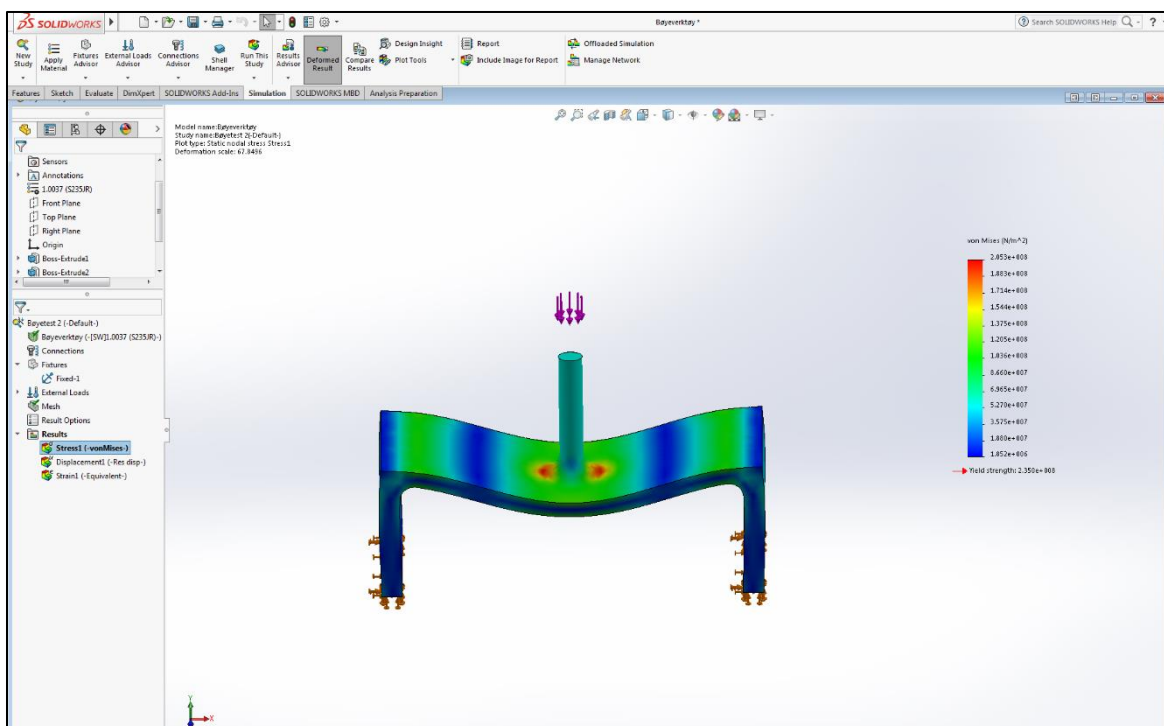 SOLIDWORKS
Bøyeverktøy *
Search SOLIDWORKS Help
?
New Study
Apply Material
Fixtures Advisor
External Loads Advisor
Connections Advisor
Shell Manager
Run This Study
Results Advisor
Deformed Result
Compare Results
Design Insight
Plot Tools
Report
Include Image for Report
Offloaded Simulation
Manage Network
Features Sketch Evaluate DimXpert SOLIDWORKS Add-Ins Simulation SOLIDWORKS MBD Analysis Preparation
Model name:Bøyeverktøy
Study name:Bøyetest 2(-Default-)
Plot type: Static nodal stress Stress1
Deformation scale: 67.8496
Sensors
Annotations
1.0037 (S235JR)
Front Plane
Top Plane
Right Plane
Origin
Boss-Extrude1
Boss-Extrude2
Bøyetest 2 (-Default-)
Bøyeverktøy (-[SW]1.0037 (S235JR)-)
Connections
Fixtures
Fixed-1
External Loads
Mesh
Result Options
Results
Stress1 (-vonMises-)
Displacement1 (-Res disp-)
Strain1 (-Equivalent-)
von Mises (N/m^2)
2.053e+008
1.883e+008
1.714e+008
1.544e+008
1.375e+008
1.205e+008
1.036e+008
8.660e+007
6.965e+007
5.270e+007
3.575e+007
1.880e+007
1.852e+006
Yield strength: 2.350e+008
Y
X